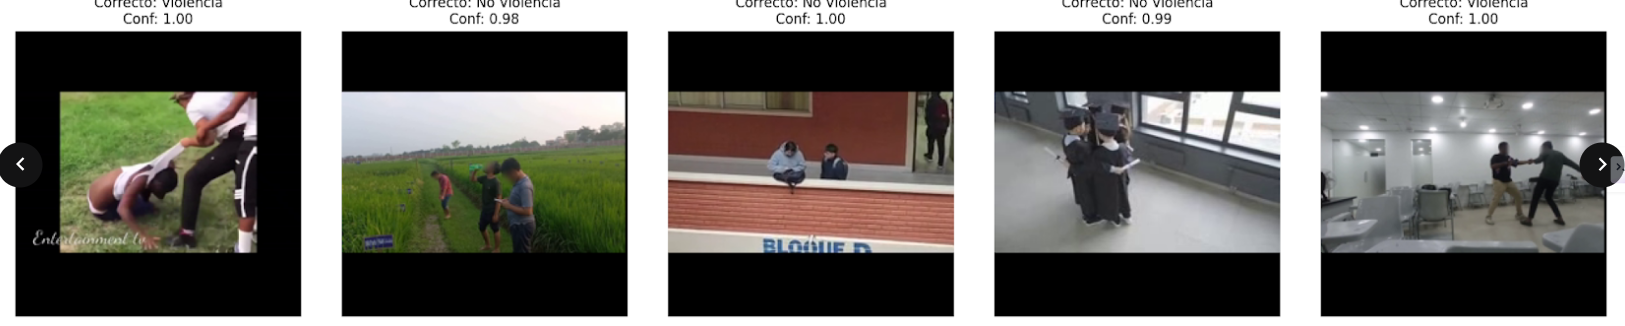 Correcto: Violencia
Conf: 1.00
Correcto: No Violencia
Conf: 0.98
Correcto: No Violencia
Conf: 1.00
Correcto: No Violencia
Conf: 0.99
Correcto: Violencia
Conf: 1.00
Entertainment tv
BLOQUE D